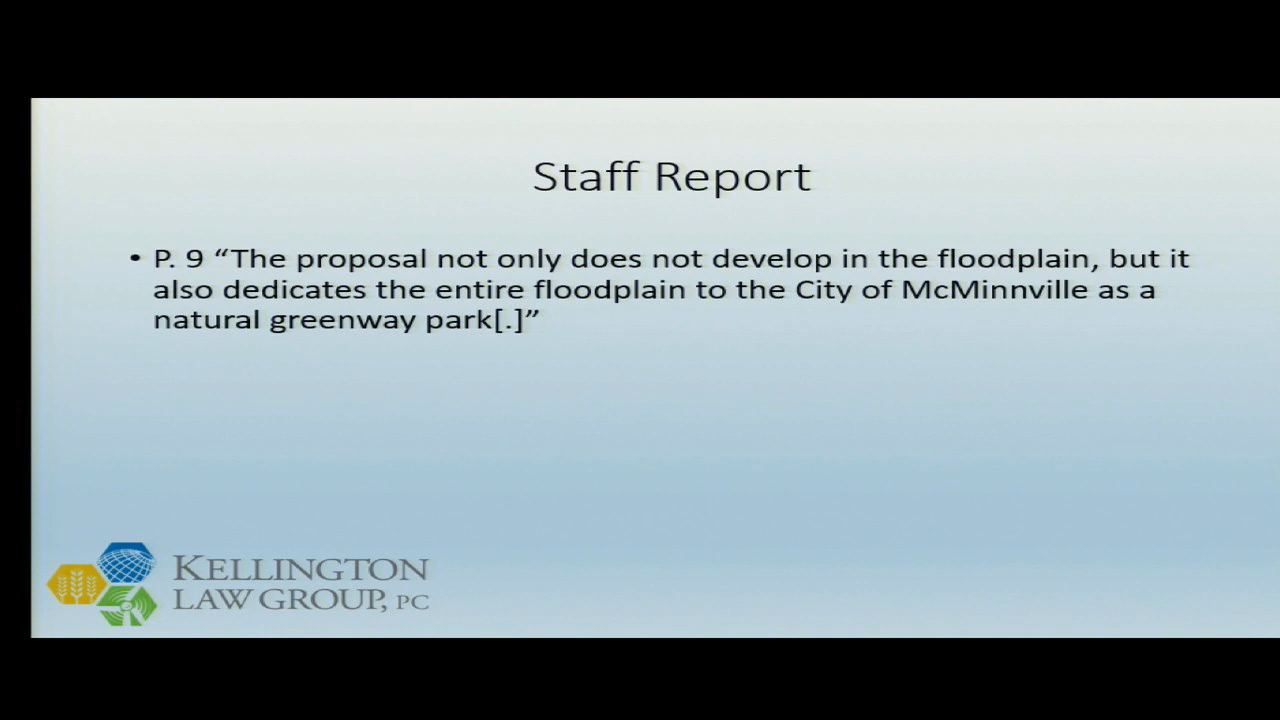 Staff Report
• P. 9 “The proposal not only does not develop in the floodplain, but it
also dedicates the entire floodplain to the City of McMinnville as a
natural greenway park[.]”
KELLINGTON
LAW GROUP, PC